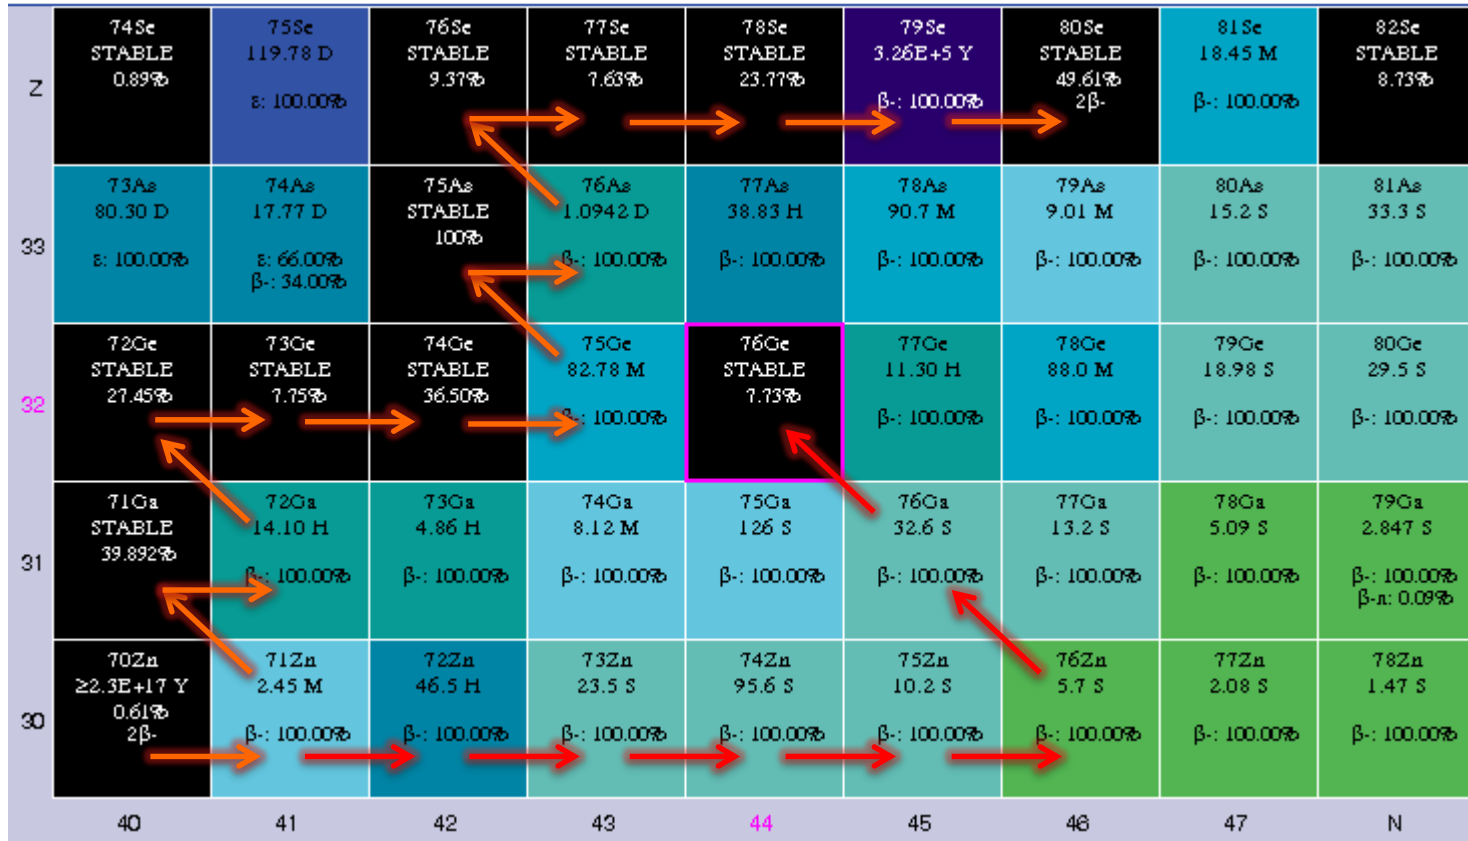 Z
74Se
STABLE
0.89%
75Se
119.78 D
ε: 100.00%
76Se
STABLE
9.37%
77Se
STABLE
7.63%
78Se
STABLE
23.77%
79Se
3.26E+5 Y
β-: 100.00%
80Se
STABLE
49.61%
2β-
81Se
18.45 M
β-: 100.00%
82Se
STABLE
8.73%
33
73As
80.30 D
ε: 100.00%
74As
17.77 D
ε: 66.00%
β-: 34.00%
75As
STABLE
100%
76As
1.0942 D
β-: 100.00%
77As
38.83 H
β-: 100.00%
78As
90.7 M
β-: 100.00%
79As
9.01 M
β-: 100.00%
80As
15.2 S
β-: 100.00%
81As
33.3 S
β-: 100.00%
32
72Ge
STABLE
27.45%
73Ge
STABLE
7.75%
74Ge
STABLE
36.50%
75Ge
82.78 M
β-: 100.00%
76Ge
STABLE
7.73%
77Ge
11.30 H
β-: 100.00%
78Ge
88.0 M
β-: 100.00%
79Ge
18.98 S
β-: 100.00%
80Ge
29.5 S
β-: 100.00%
31
71Ga
STABLE
39.892%
72Ga
14.10 H
β-: 100.00%
73Ga
4.86 H
β-: 100.00%
74Ga
8.12 M
β-: 100.00%
75Ga
126 S
β-: 100.00%
76Ga
32.6 S
β-: 100.00%
77Ga
13.2 S
β-: 100.00%
78Ga
5.09 S
β-: 100.00%
79Ga
2.847 S
β-: 100.00%
β-n: 0.09%
30
70Zn
≥2.3E+17 Y
0.61%
2β-
71Zn
2.45 M
β-: 100.00%
72Zn
46.5 H
β-: 100.00%
73Zn
23.5 S
β-: 100.00%
74Zn
95.6 S
β-: 100.00%
75Zn
10.2 S
β-: 100.00%
76Zn
5.7 S
β-: 100.00%
77Zn
2.08 S
β-: 100.00%
78Zn
1.47 S
β-: 100.00%
40 41 42 43 44 45 46 47 N